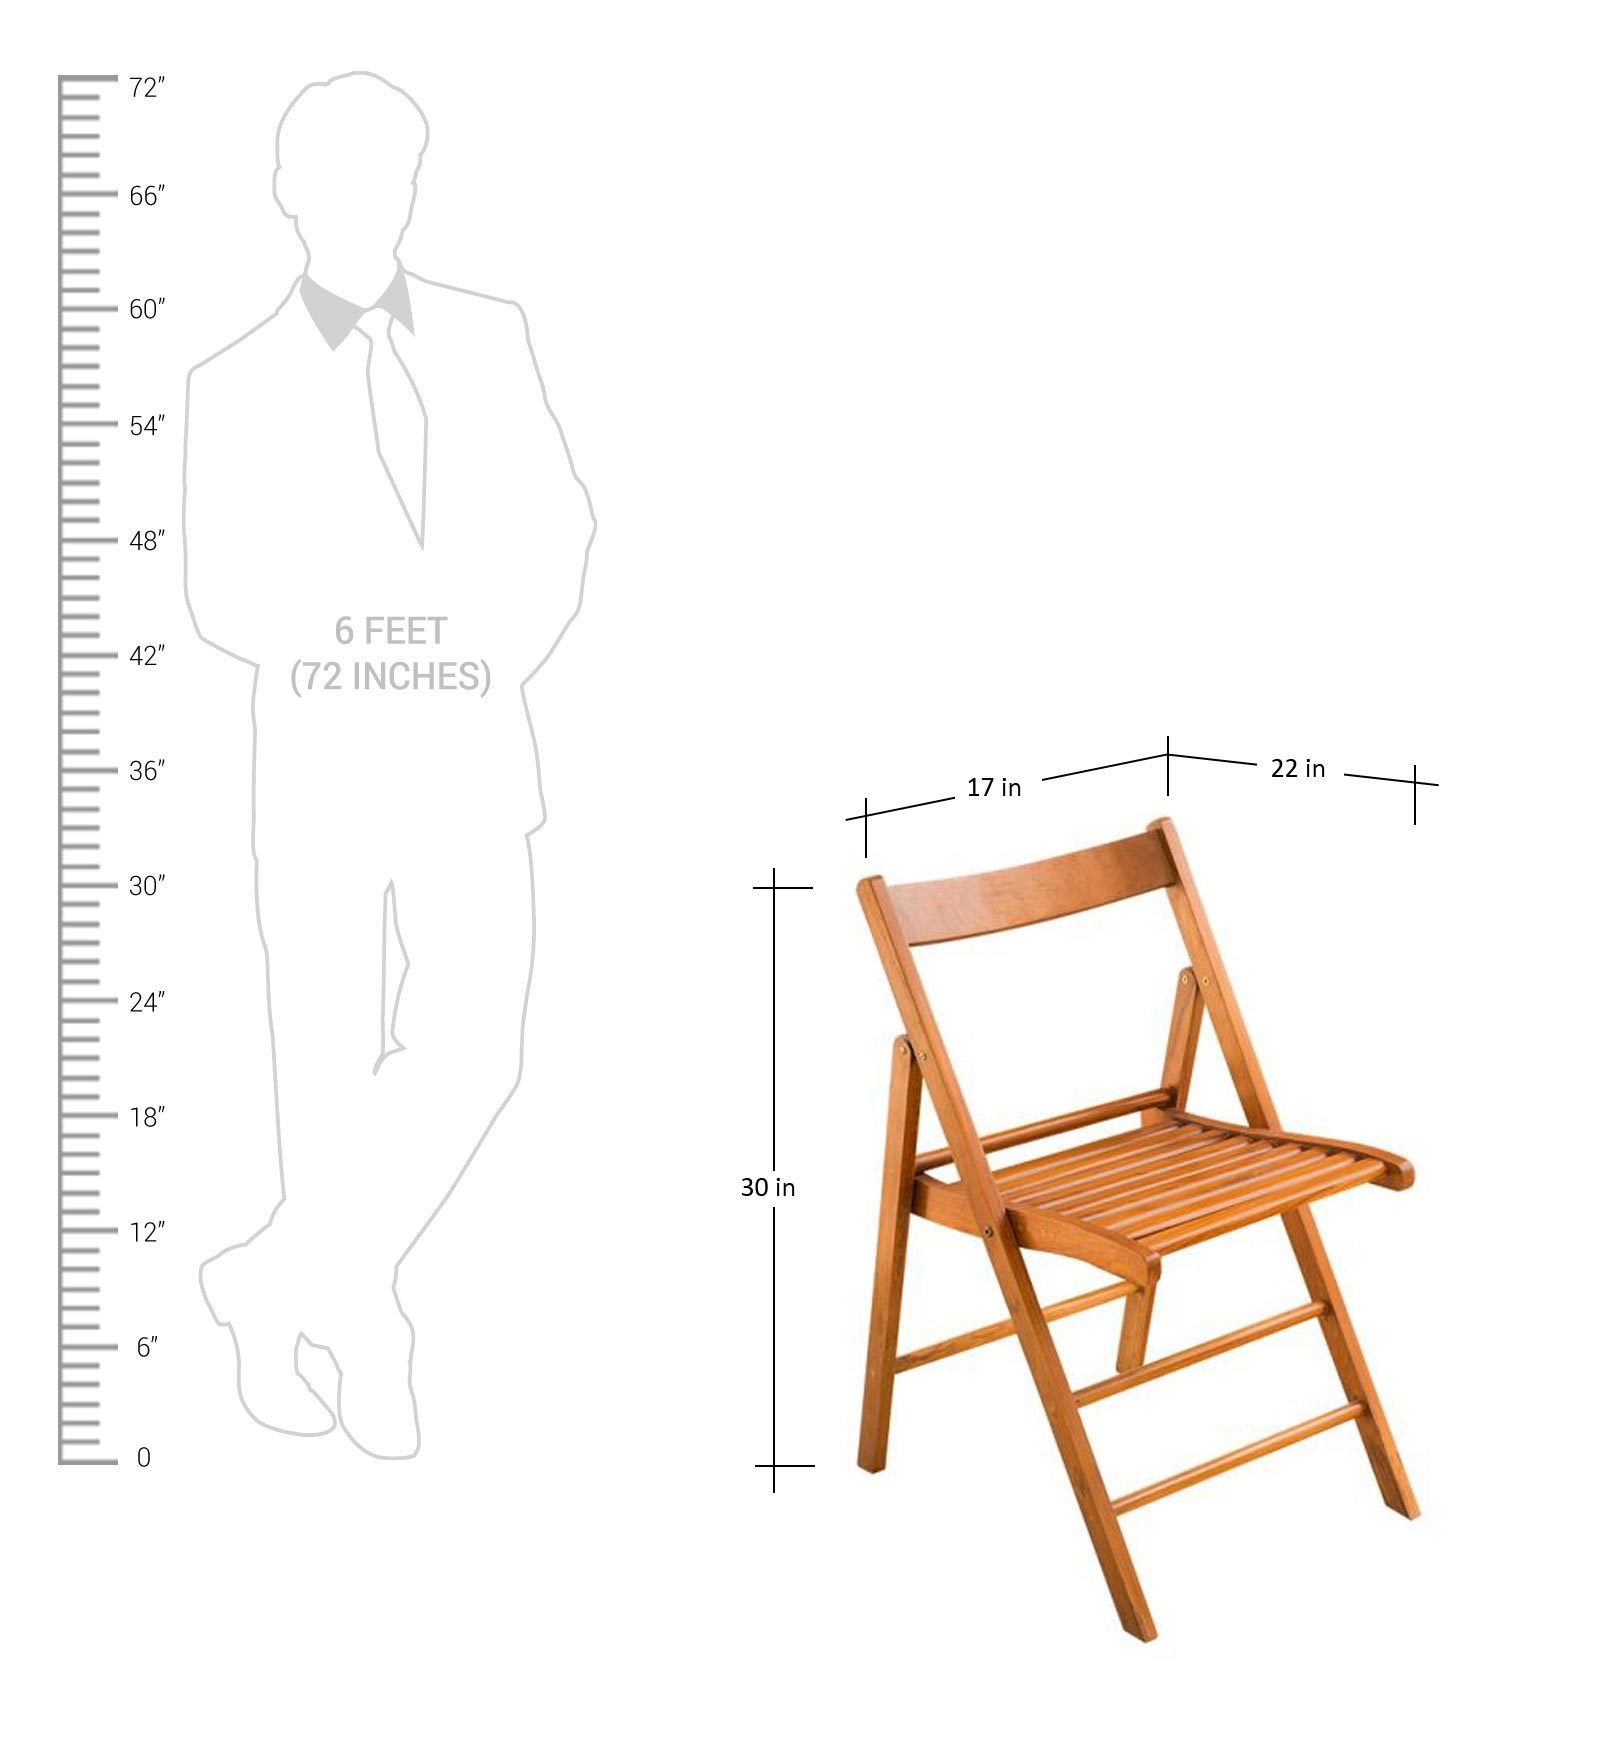 72"
66"
60"
54"
48"
42"
36"
30"
24"
18"
12"
6"
0
6 FEET
(72 INCHES)
17 in
22 in
30 in